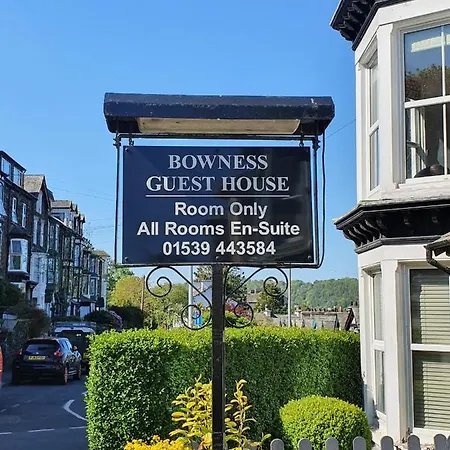 BOWNESS
GUEST HOUSE
Room Only
All Rooms En-Suite
01539 443584